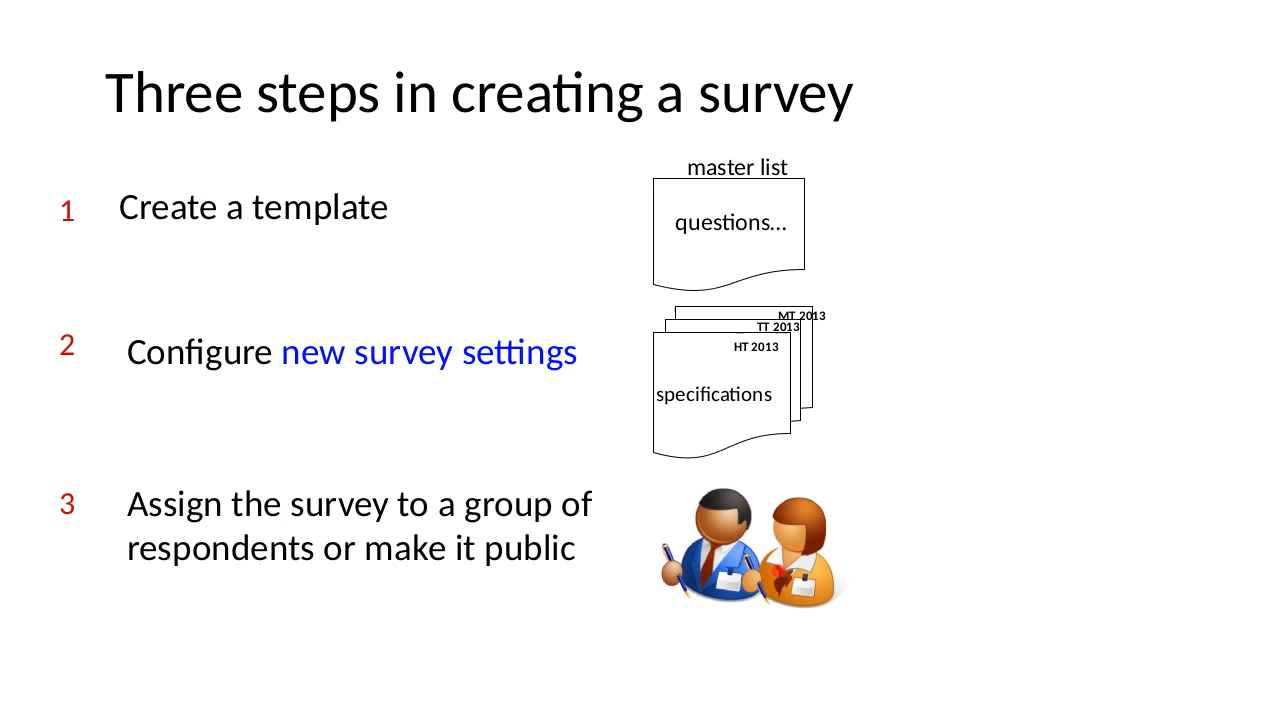 Three steps in creating a survey
master list
1 Create a template
questions...
MT 2013
TT 2013
2 Configure new survey settings
HT 2013
specifications
3 Assign the survey to a group of
respondents or make it public